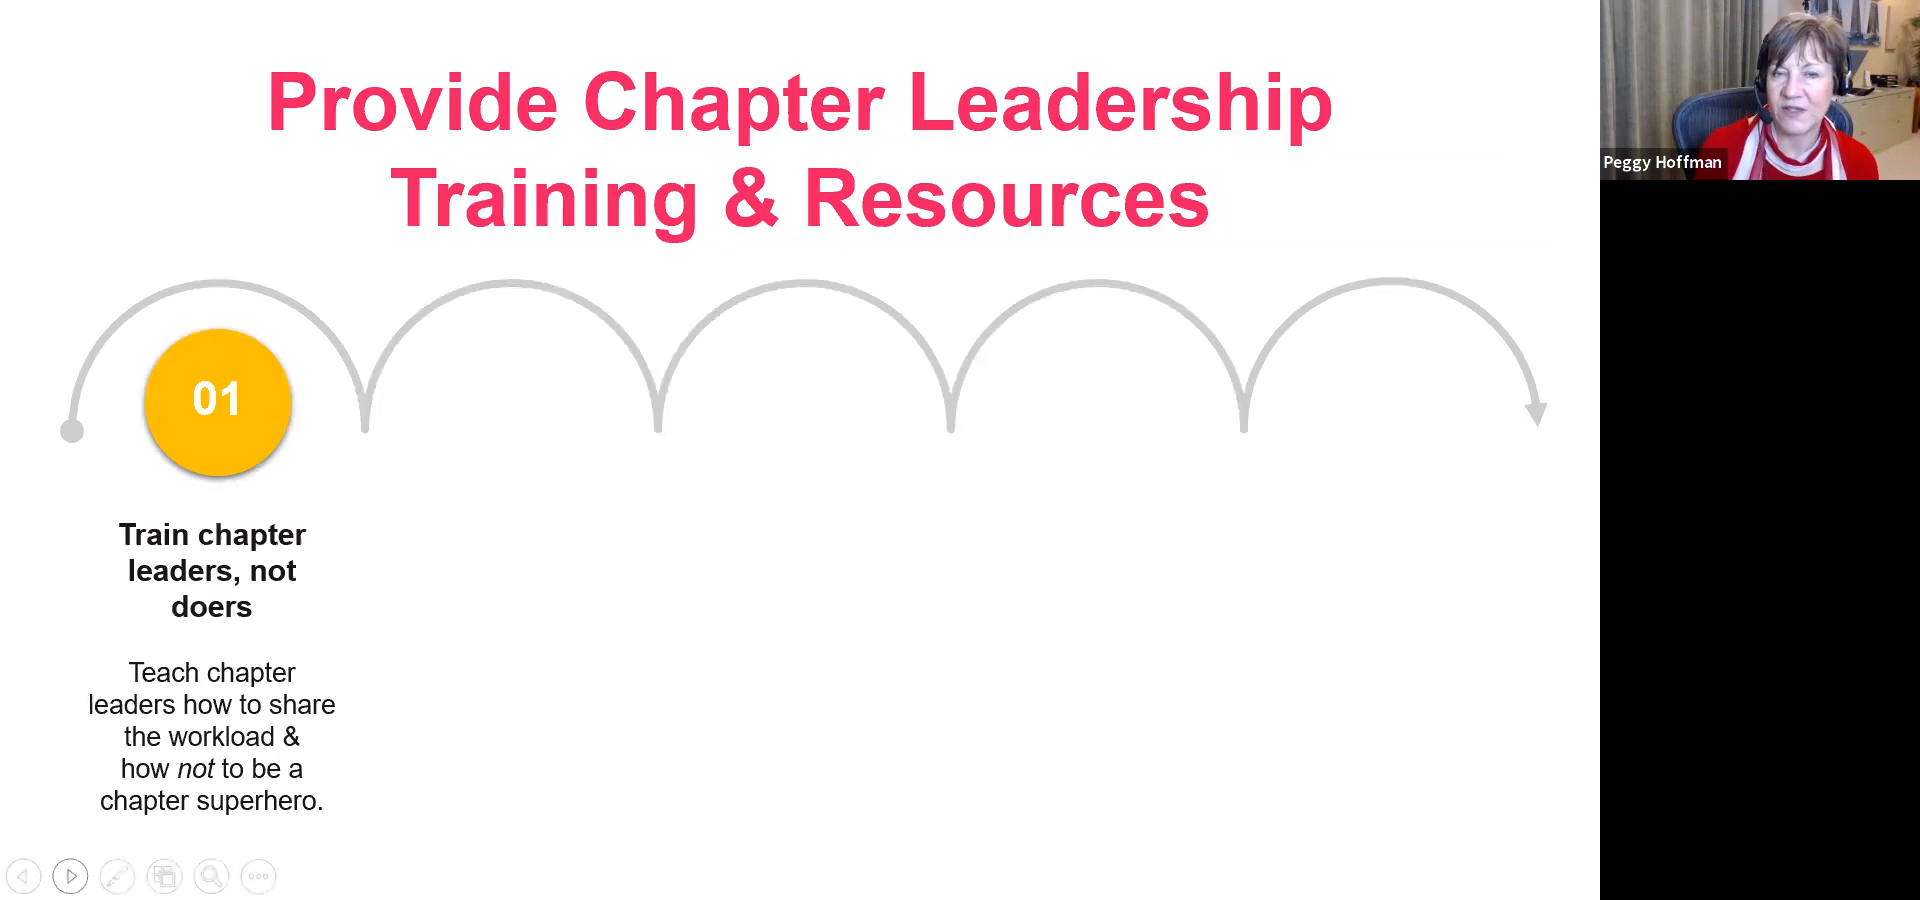 Provide Chapter Leadership
Training & Resources
01
Train chapter
leaders, not
doers
Teach chapter
leaders how to share
the workload &
how not to be a
chapter superhero.
Peggy Hoffman